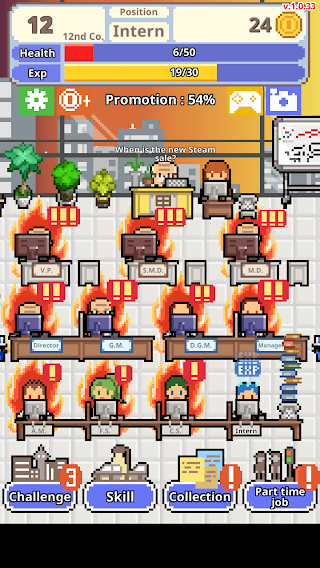 v.1.0.33
12
12nd Co.
Position
Intern
24
Health
6/50
Exp
19/30
Promotion : 54%
When is the new Steam
sale?
!!!
!!!
!!!
V.P.
S.M.D.
M.D.
!!
!!
!!
!!
Director
G.M.
D.G.M.
Manager
EXP
!
!
!
A.M.
F.S.
C.S.
Intern
3
!
!
Challenge
Skill
Collection
Part time
job